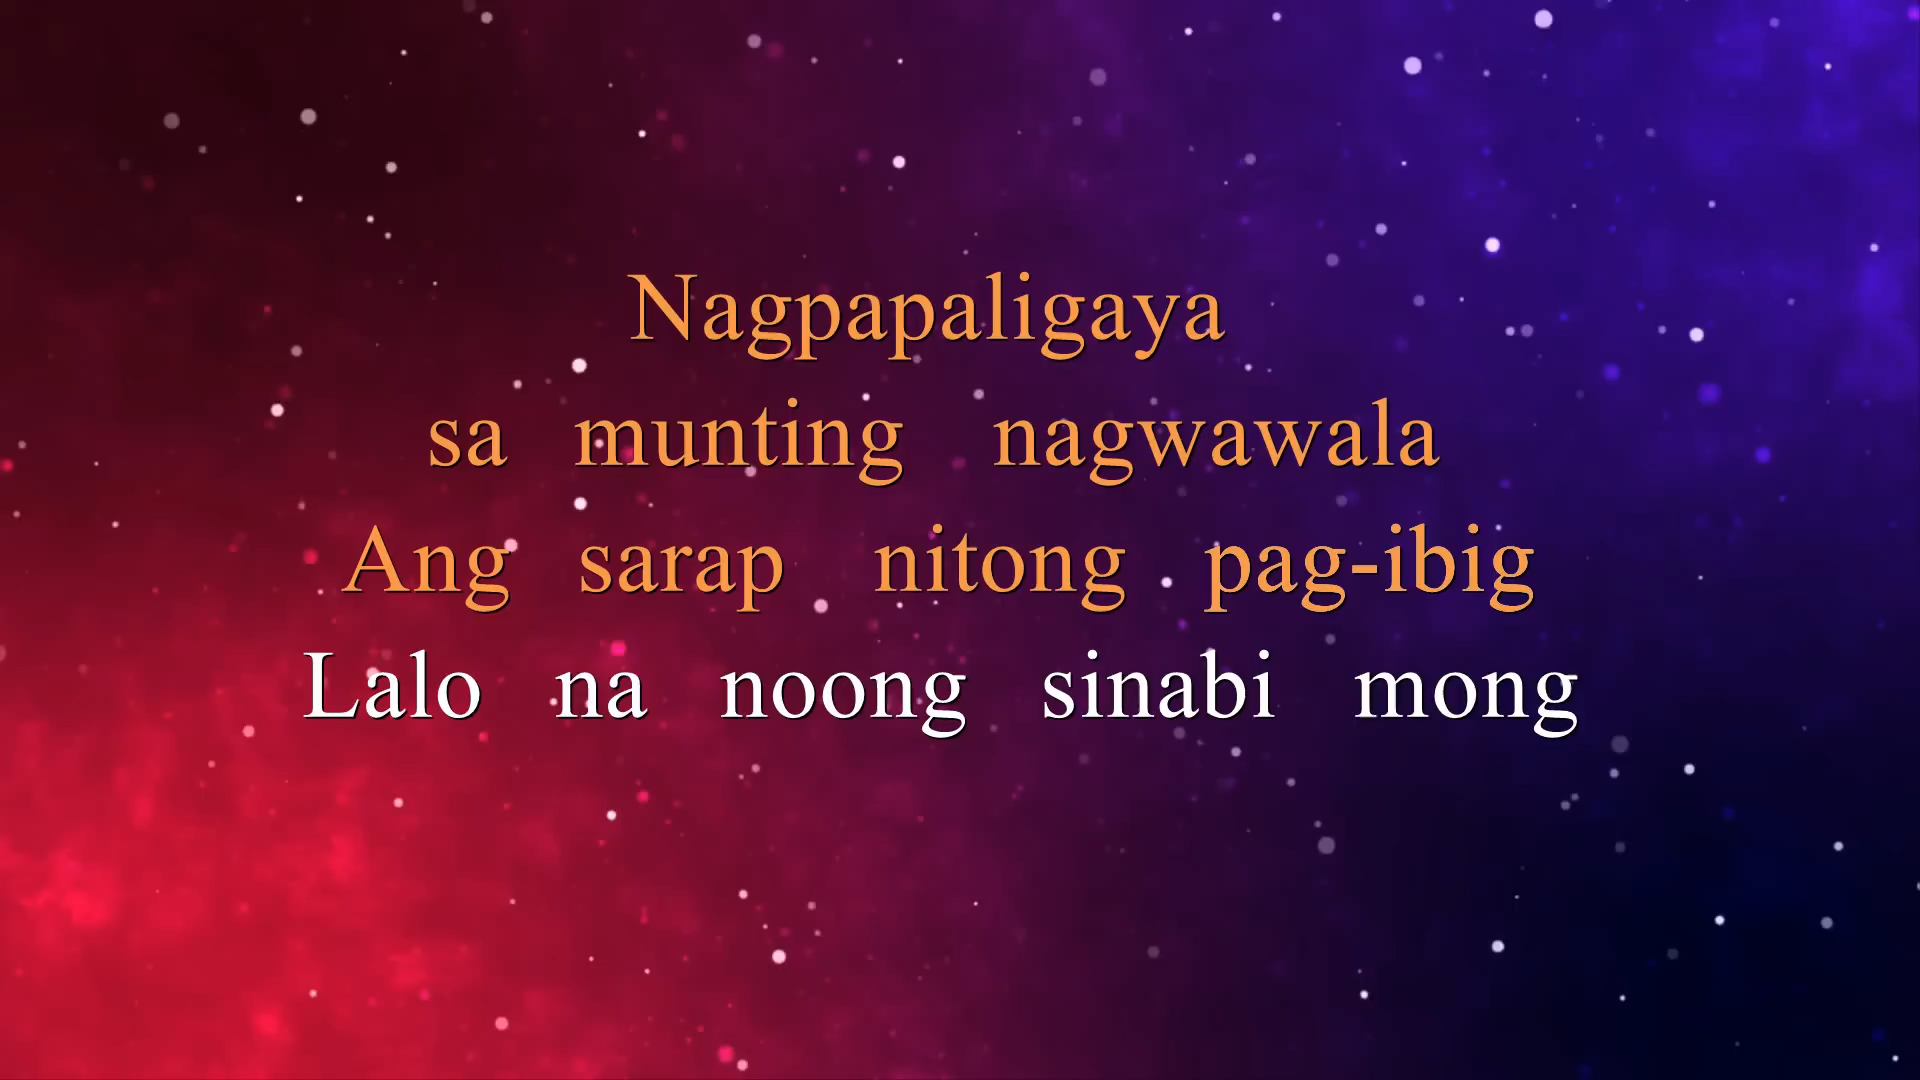 Nagpapaligaya
sa munting nagwawala
Ang sarap nitong pag-ibig
Lalo na noong sinabi mong